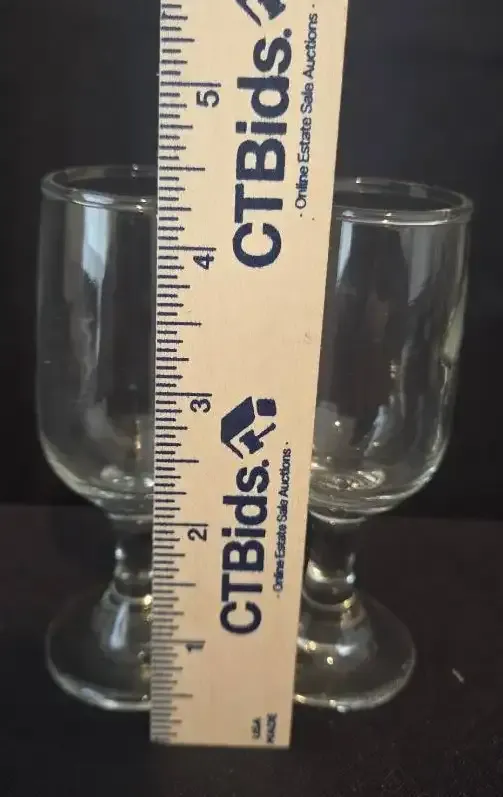 5
CTBids.
· Online Estate Sale Auctions ·
4
3
CTBids.
· Online Estate Sale Auctions ·
2
1
USA
MADE